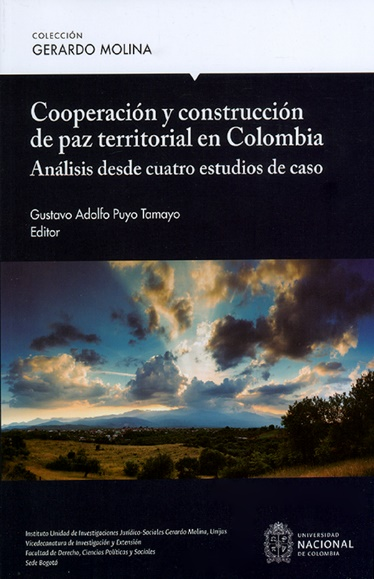 COLECCIÓN
GERARDO MOLINA
Cooperación y construcción
de paz territorial en Colombia
Análisis desde cuatro estudios de caso
Gustavo Adolfo Puyo Tamayo
Editor
Instituto Unidad de Investigaciones Jurídico-Sociales Gerardo Molina, Unijus
Vicedecanatura de Investigación y Extensión
Facultad de Derecho, Ciencias Políticas y Sociales
Sede Bogotá
UNIVERSIDAD
NACIONAL
DE COLOMBIA